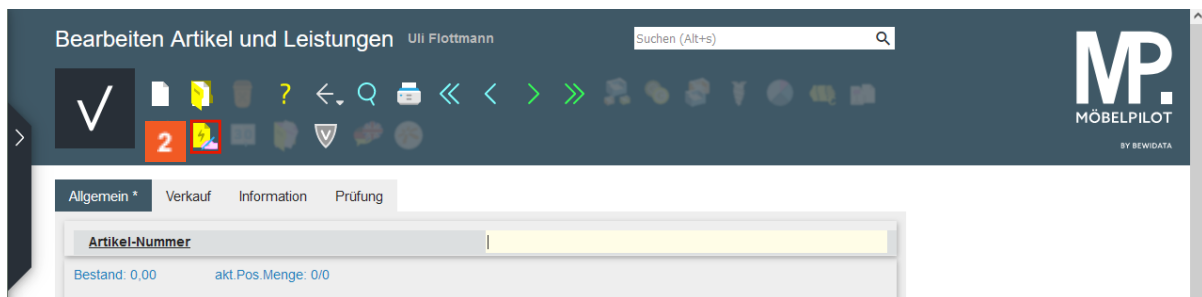 Bearbeiten Artikel und Leistungen Uli Flottmann
Suchen (Alt+s)
?
2
MP.
MÖBELPILOT
BY BEWIDATA
Allgemein * Verkauf Information Prüfung
Artikel-Nummer
Bestand: 0,00 akt.Pos.Menge: 0/0